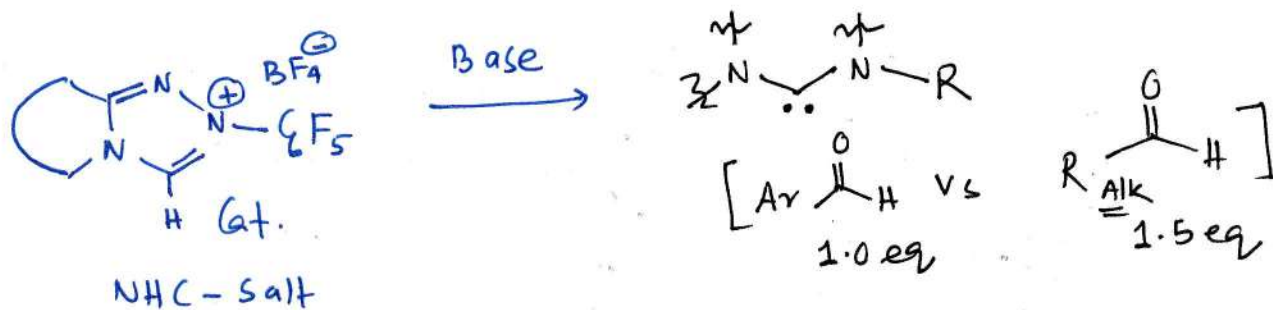 N
N
⊕
N
BF4⊖
C6F5
H
Cat.
NHC-Salt
Base
N
N-R
••
[Ar
O
H
1.0 eq
Vs
R
Alk
O
H]
1.5 eq